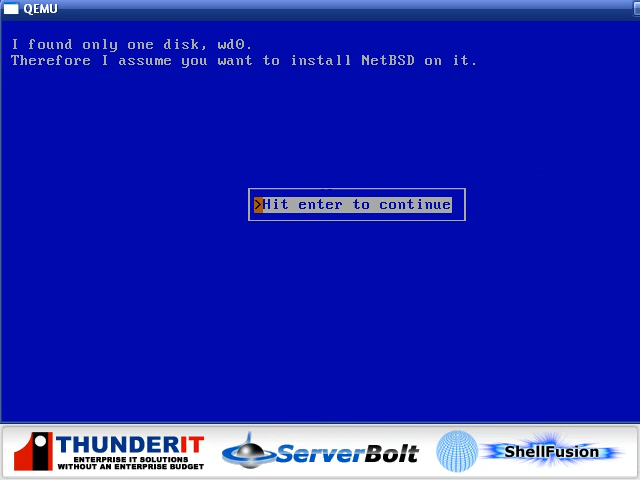 QEMU
I found only one disk, wd0.
Therefore I assume you want to install NetBSD on it.
>Hit enter to continue
THUNDERIT
ENTERPRISE IT SOLUTIONS
WITHOUT AN ENTERPRISE BUDGET
ServerBolt
ShellFusion